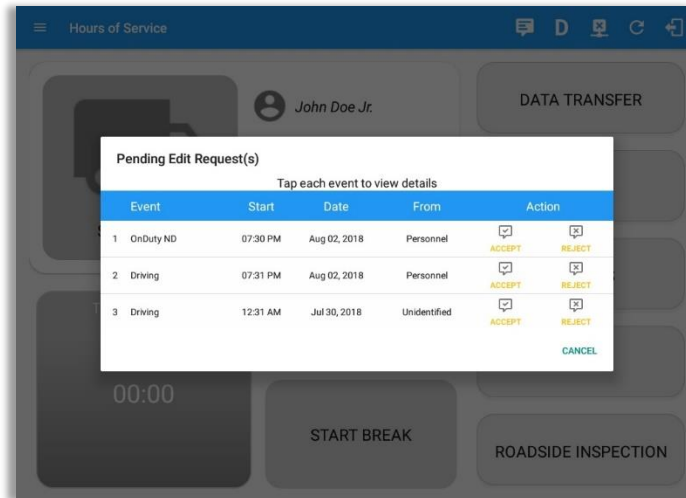 Hours of Service
D
John Doe Jr.
DATA TRANSFER
Pending Edit Request(s)
Tap each event to view details
Event Start Date From Action
1 OnDuty ND 07:30 PM Aug 02, 2018 Personnel ACCEPT REJECT
2 Driving 07:31 PM Aug 02, 2018 Personnel ACCEPT REJECT
3 Driving 12:31 AM Jul 30, 2018 Unidentified ACCEPT REJECT
CANCEL
00:00
START BREAK
ROADSIDE INSPECTION